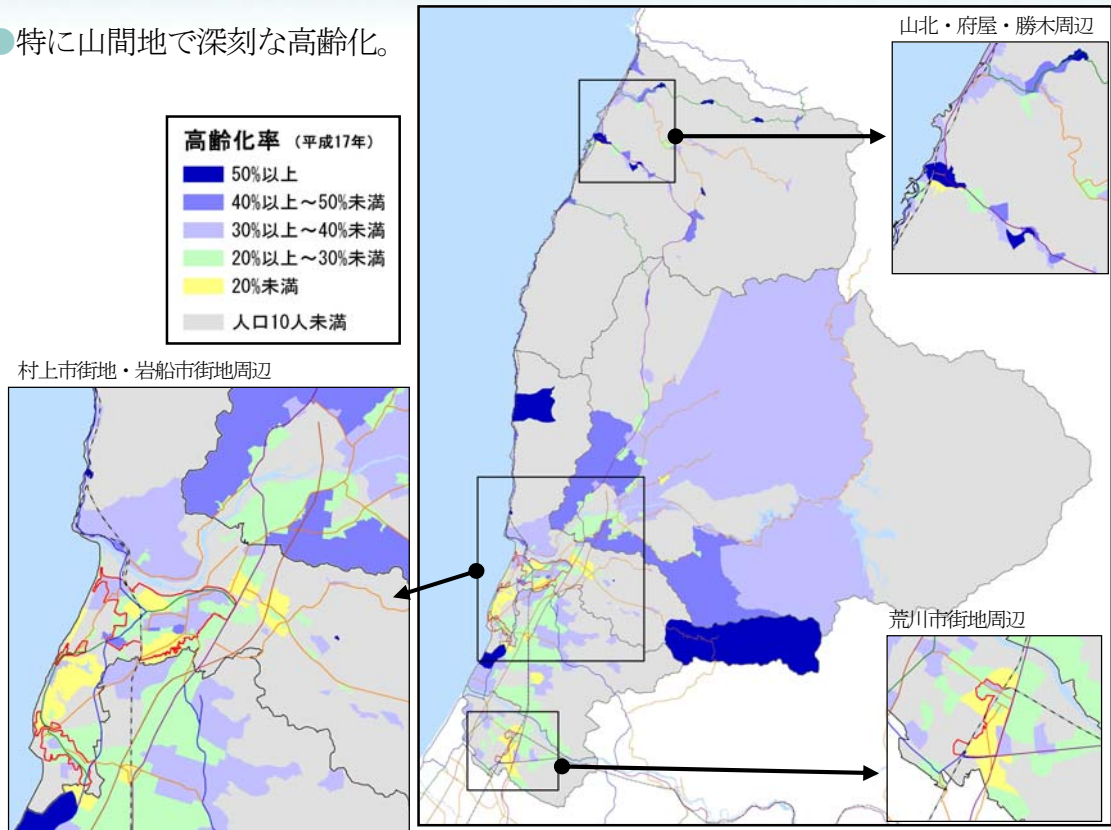 ●特に山間地で深刻な高齢化。
山北・府屋・勝木周辺
高齢化率 (平成17年)
50%以上
40%以上～50%未満
30%以上～40%未満
20%以上～30%未満
20%未満
人口10人未満
村上市街地・岩船市街地周辺
荒川市街地周辺